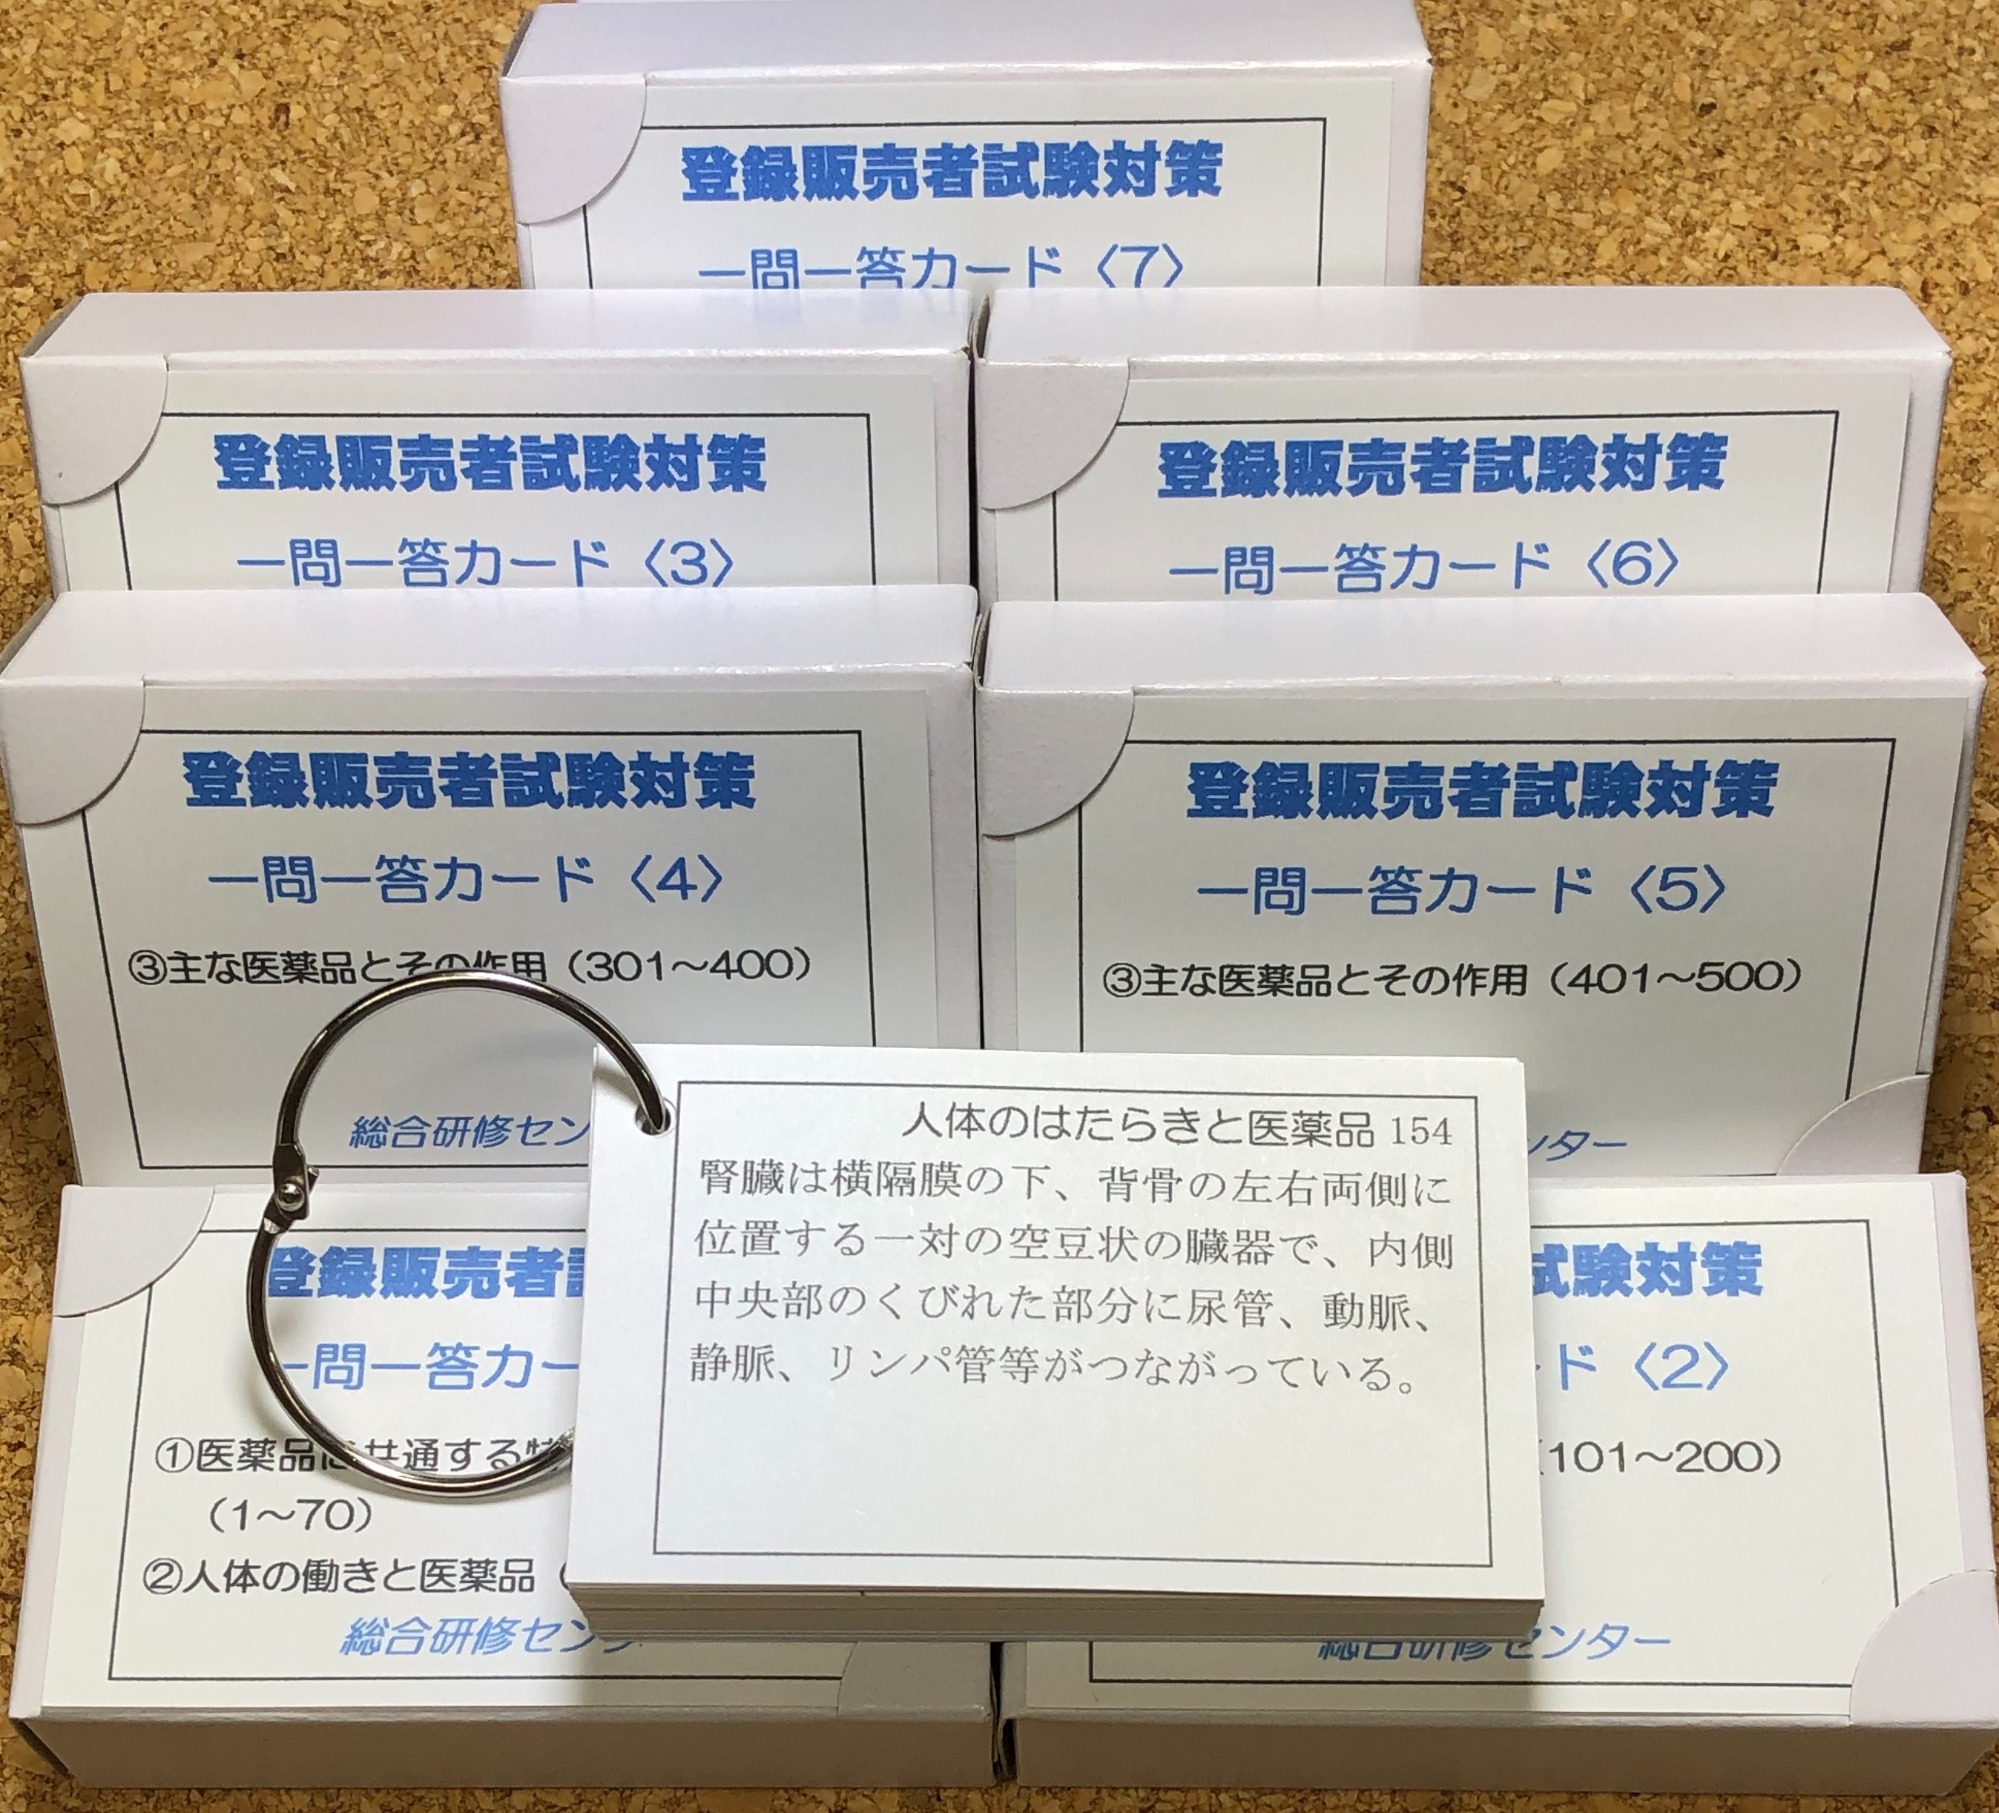 登録販売者試験対策
一問一答カード〈7〉
登録販売者試験対策
一問一答カード〈3〉
登録販売者試験対策
一問一答カード〈6〉
登録販売者試験対策
一問一答カード〈4〉
③主な医薬品とその作用（301～400）
総合研修セン
登録販売者試験対策
一問一答カード〈5〉
③主な医薬品とその作用（401～500）
ンター
人体のはたらきと医薬品 154
腎臓は横隔膜の下、背骨の左右両側に
位置する一対の空豆状の臓器で、内側
中央部のくびれた部分に尿管、動脈、
静脈、リンパ管等がつながっている。
登録販売者
一問一答カー
①医薬品に共通する特
（1～70）
②人体の働きと医薬品（
総合研修センタ
試験対策
ード〈2〉
（101～200）
総合研修センター